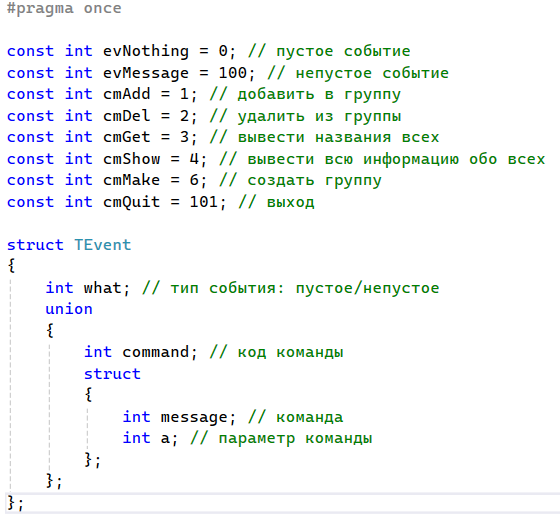 #pragma once
const int evNothing = 0; // пустое событие
const int evMessage = 100; // непустое событие
const int cmAdd = 1; // добавить в группу
const int cmDel = 2; // удалить из группы
const int cmGet = 3; // вывести названия всех
const int cmShow = 4; // вывести всю информацию обо всех
const int cmMake = 6; // создать группу
const int cmQuit = 101; // выход
struct TEvent
{
int what; // тип события: пустое/непустое
union
{
int command; // код команды
struct
{
int message; // команда
int a; // параметр команды
};
};
};